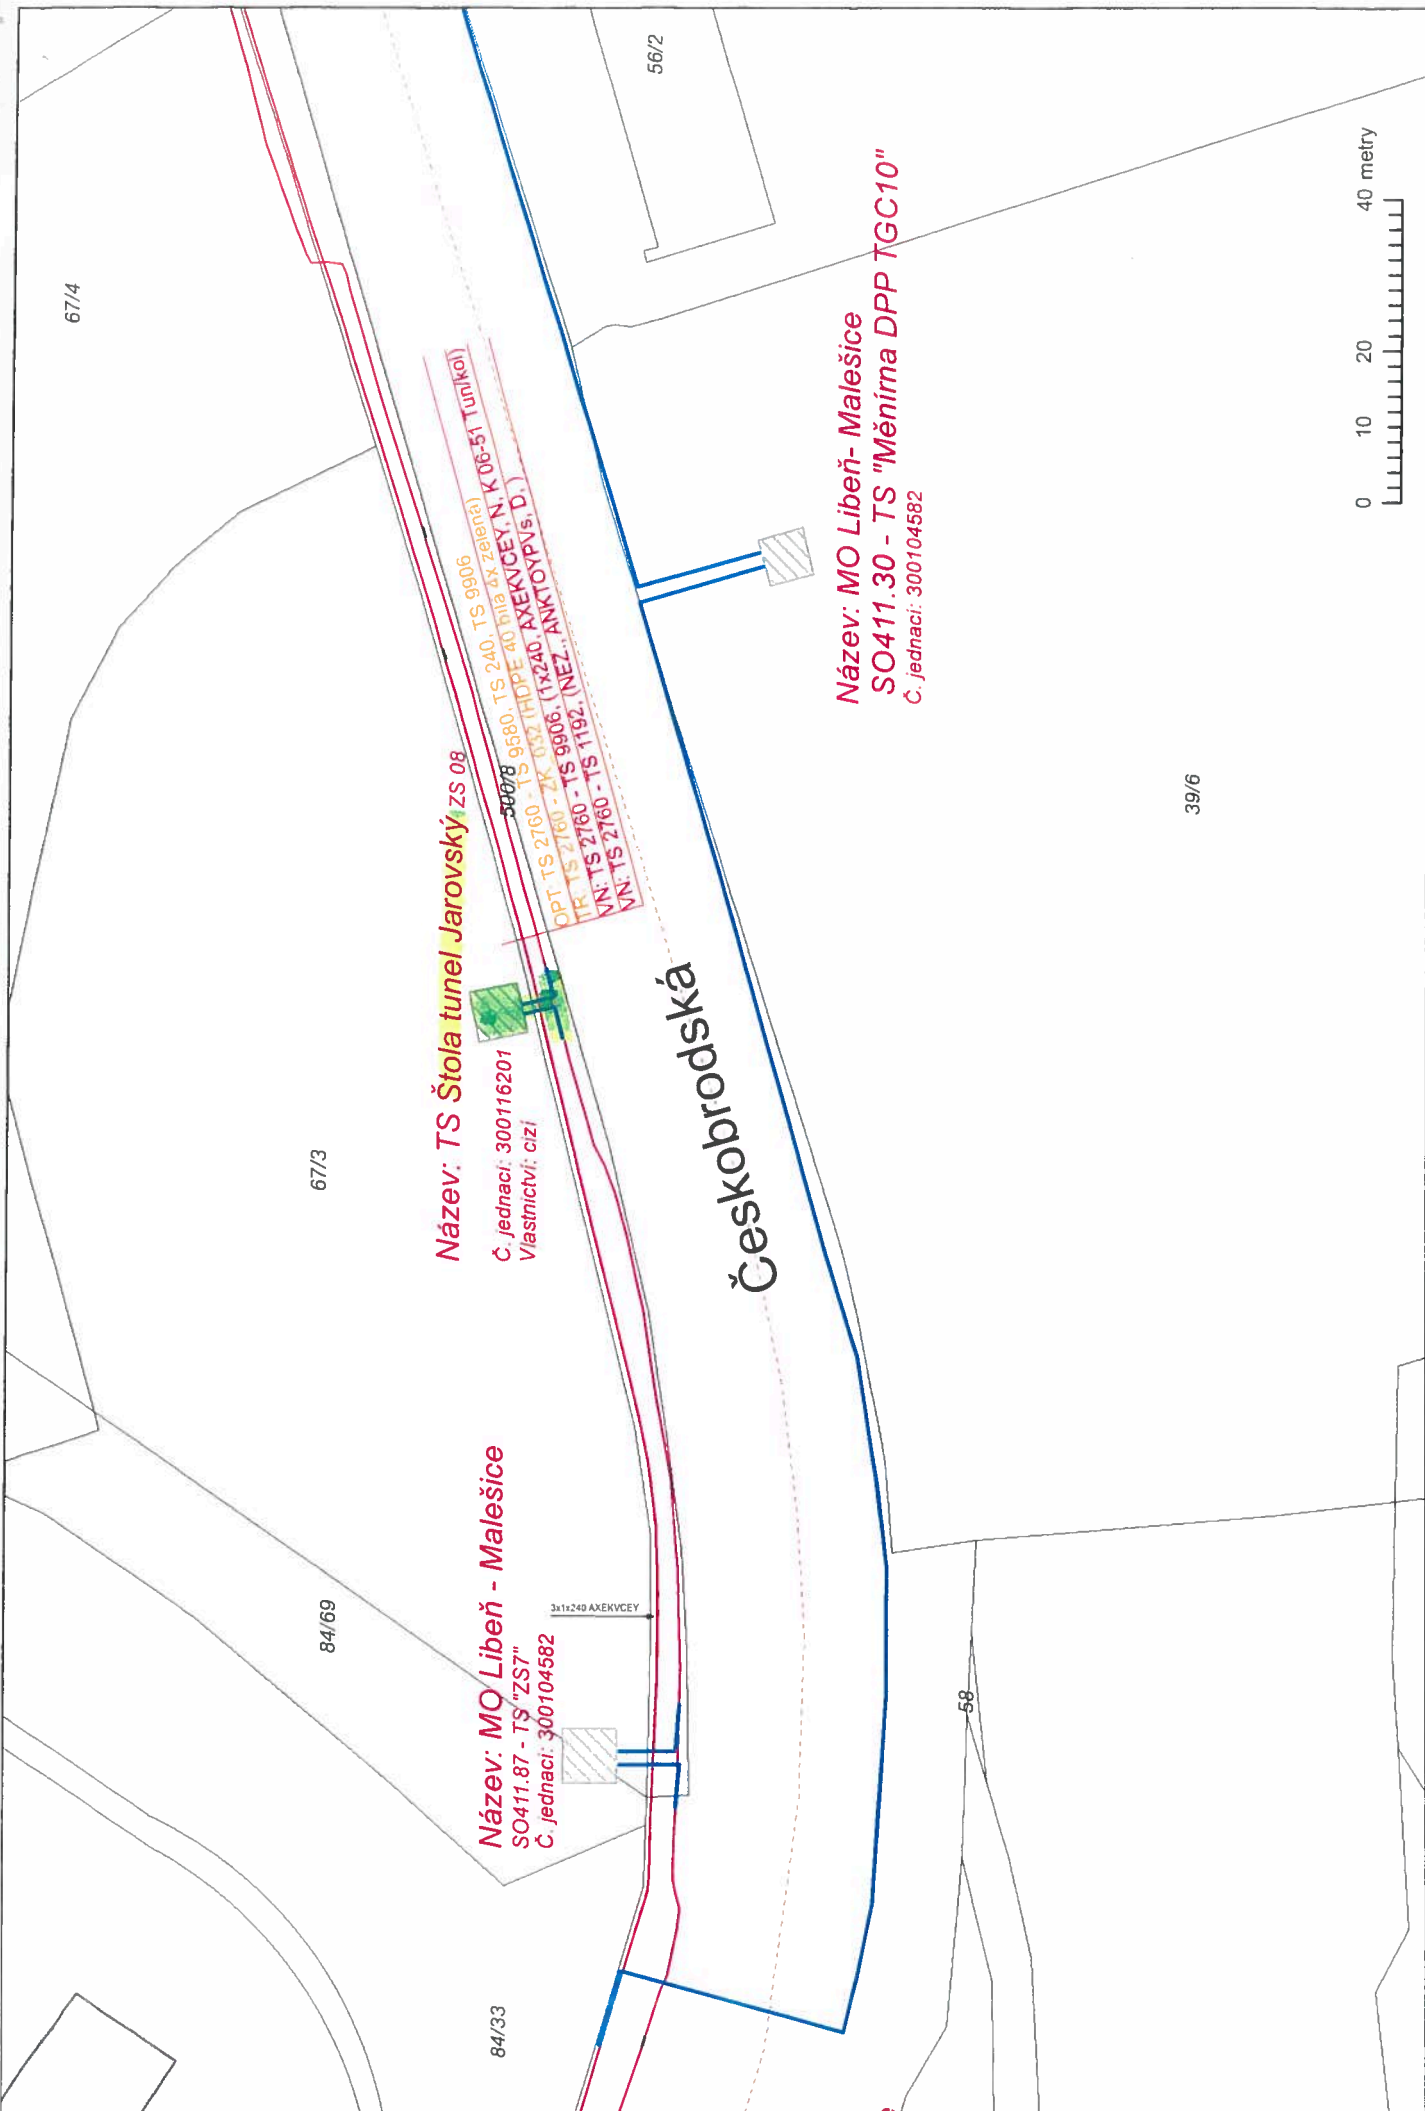 67/4
56/2
67/3
84/69
84/33
39/6
58
500/8
Název: TS Štola tunel Jarovský ZS 08
Č. jednací: 300116201
Vlastnictví: cizí
OPT: TS 2760 - TS 9580, TS 240, TS 9906
TR: TS 2760 - ZK 032 (HDPE 40 bílá 4x zelená)
VN: TS 2760 - TS 9906, (1x240, AXEKVCEY, N, K 06-51 Tun/kol)
VN: TS 2760 - TS 1192, (NEZ., ANKTOYPVs, D,)
Českobrodská
Název: MO Libeň - Malešice
SO411.87 - TS "ZS7"
Č. jednací: 300104582
3x1x240 AXEKVCEY
Název: MO Libeň- Malešice
SO411.30 - TS "Měnírna DPP TGC10"
Č. jednací: 300104582
0 10 20 40 metry